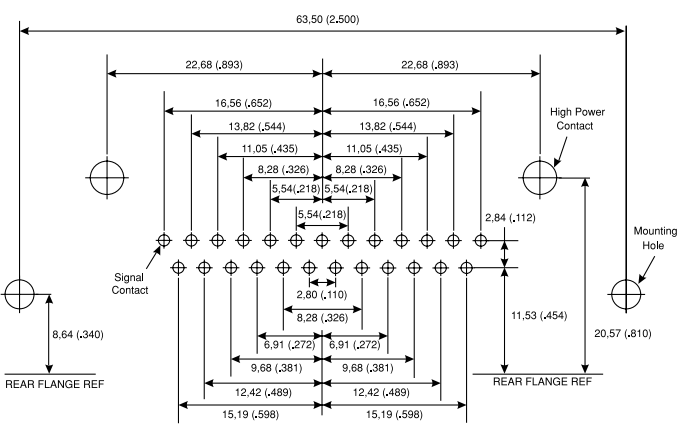 63,50 (2.500)
22,68 (.893) 22,68 (.893)
16,56 (.652) 16,56 (.652)
High Power
Contact
13,82 (.544) 13,82 (.544)
11,05 (.435) 11,05 (.435)
8,28 (.326) 8,28 (.326)
5,54(.218) 5,54(.218)
5,54(.218)
2,84 (.112)
Mounting
Hole
Signal
Contact
2,80 (.110)
8,28 (.326)
11,53 (.454)
8,64 (.340)
20,57 (.810)
6,91 (.272) 6,91 (.272)
9,68 (.381) 9,68 (.381)
REAR FLANGE REF REAR FLANGE REF
12,42 (.489) 12,42 (.489)
15,19 (.598) 15,19 (.598)